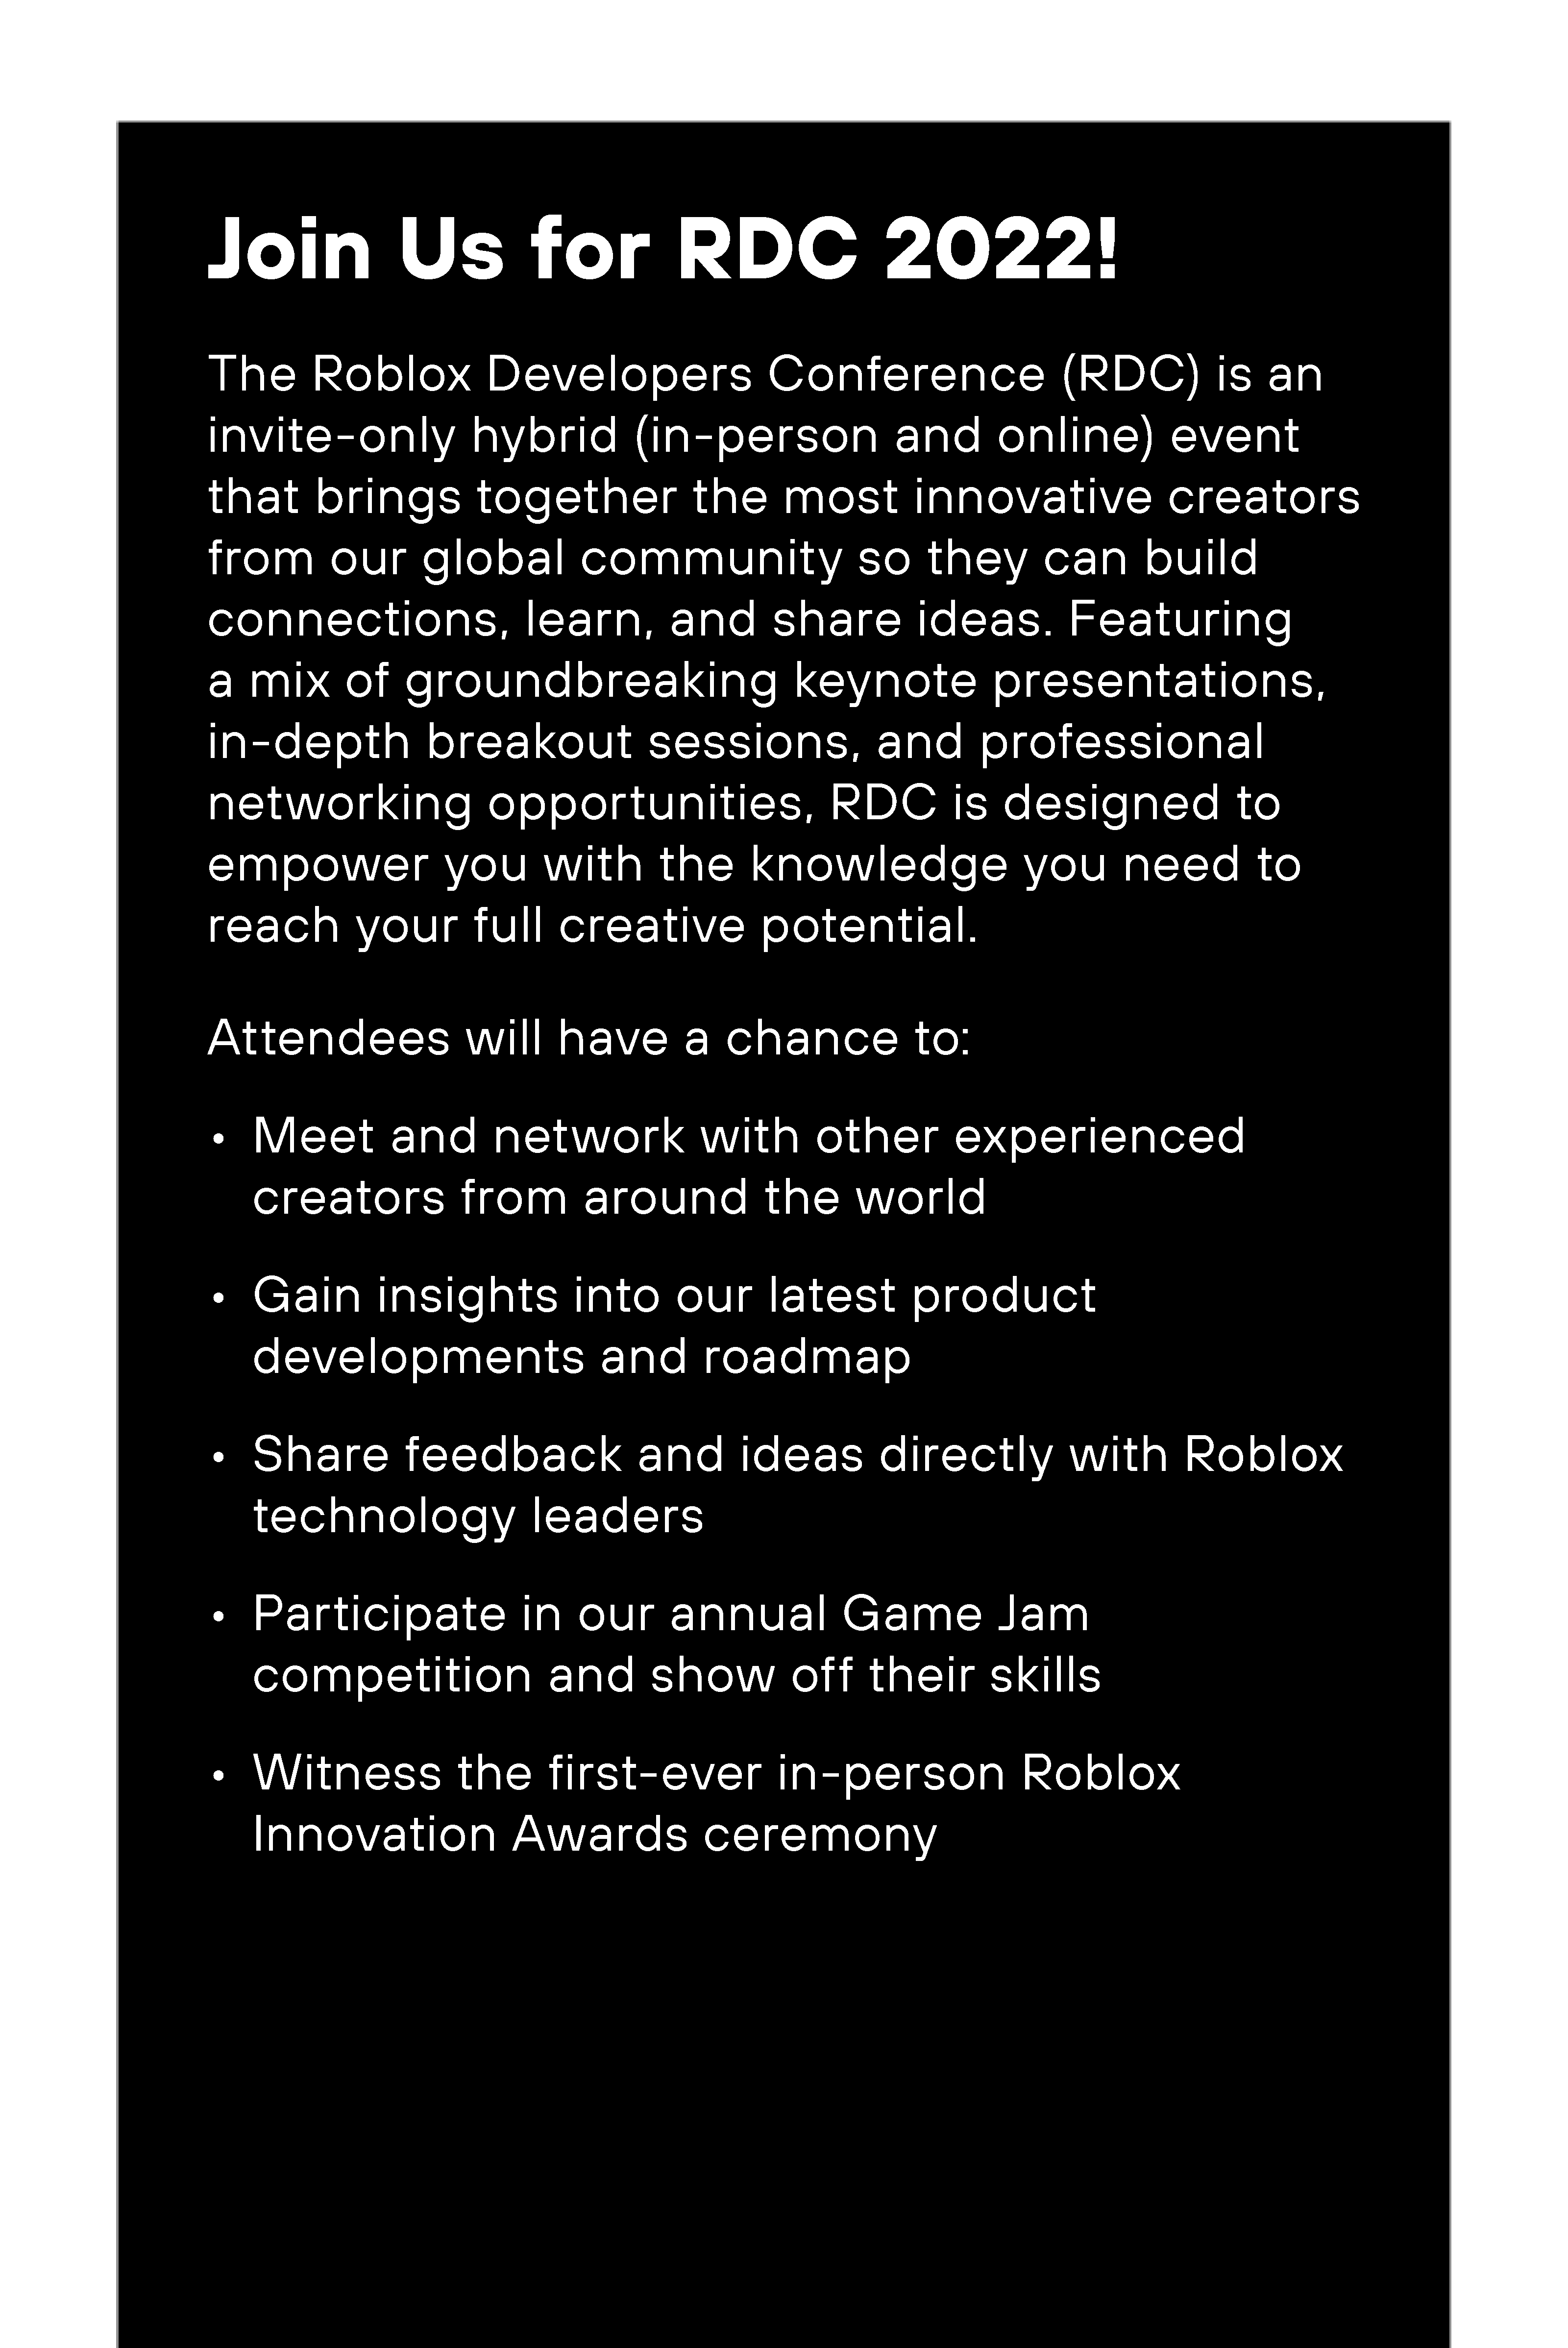 Join Us for RDC 2022!
The Roblox Developers Conference (RDC) is an
invite-only hybrid (in-person and online) event
that brings together the most innovative creators
from our global community so they can build
connections, learn, and share ideas. Featuring
a mix of groundbreaking keynote presentations,
in-depth breakout sessions, and professional
networking opportunities, RDC is designed to
empower you with the knowledge you need to
reach your full creative potential.
Attendees will have a chance to:
• Meet and network with other experienced
creators from around the world
• Gain insights into our latest product
developments and roadmap
• Share feedback and ideas directly with Roblox
technology leaders
• Participate in our annual Game Jam
competition and show off their skills
• Witness the first-ever in-person Roblox
Innovation Awards ceremony